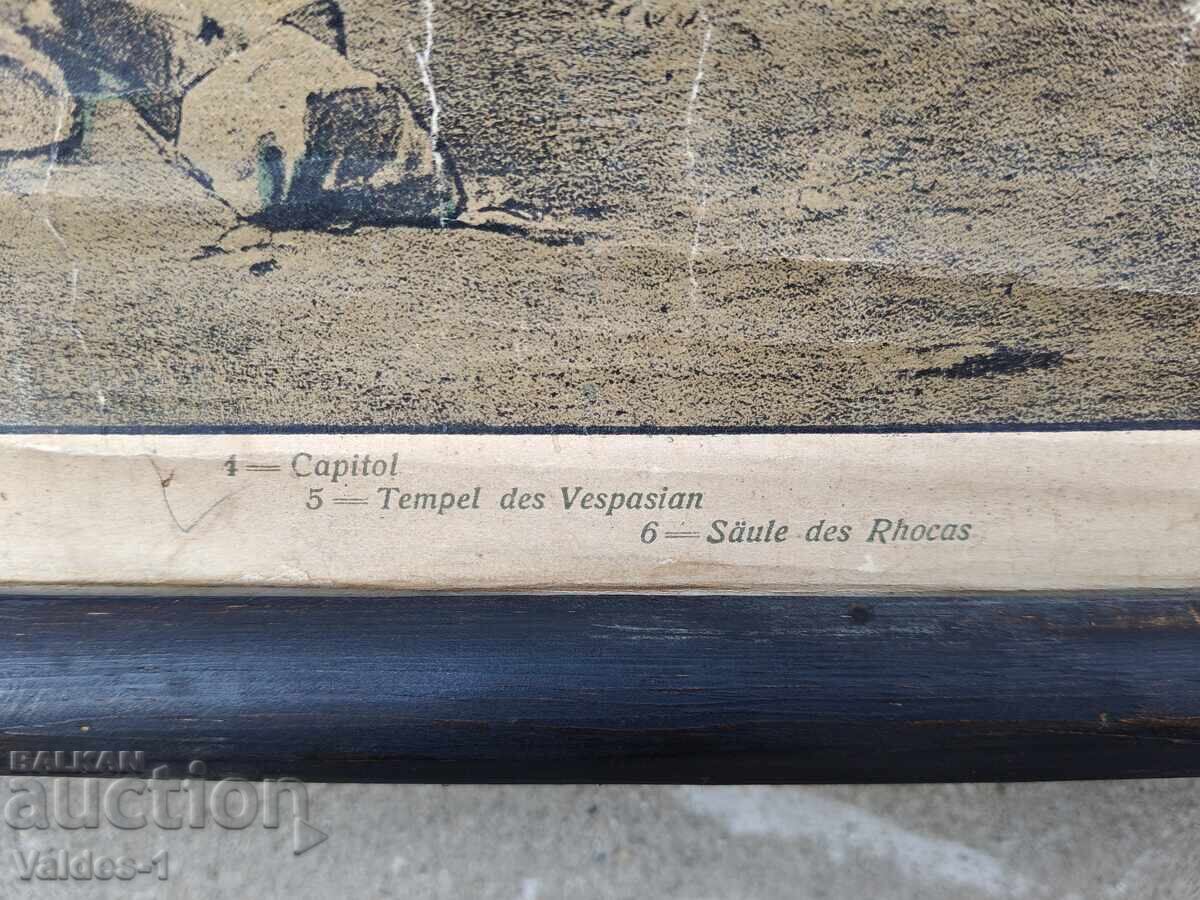 4 = Capitol
5 = Tempel des Vespasian
6 = Säule des Rhocas
BALKAN
auction
Valdes-1